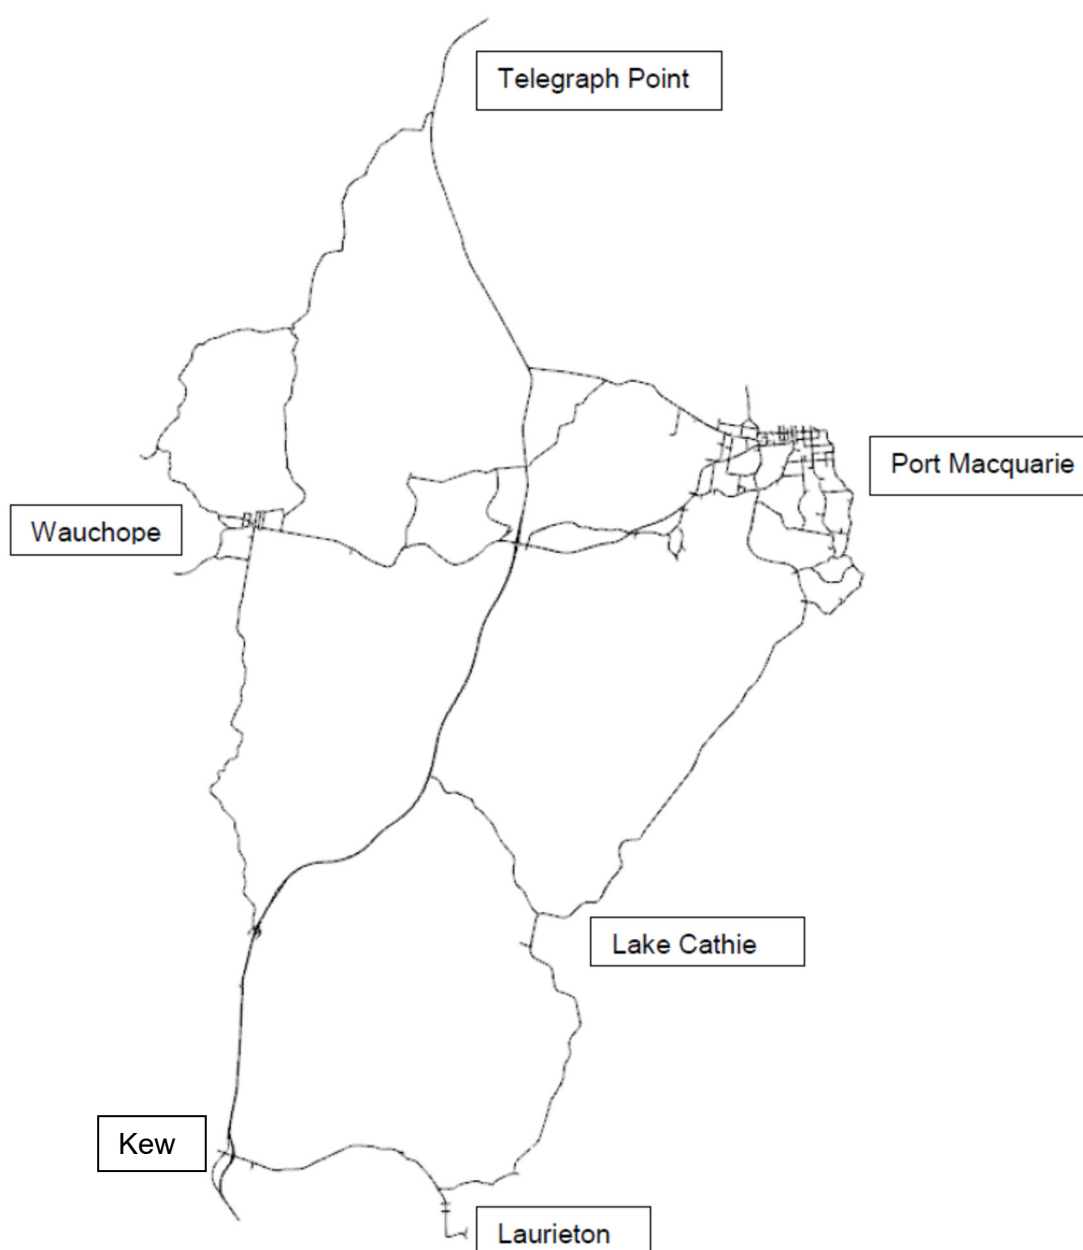 Telegraph Point
Port Macquarie
Wauchope
Lake Cathie
Kew
Laurieton